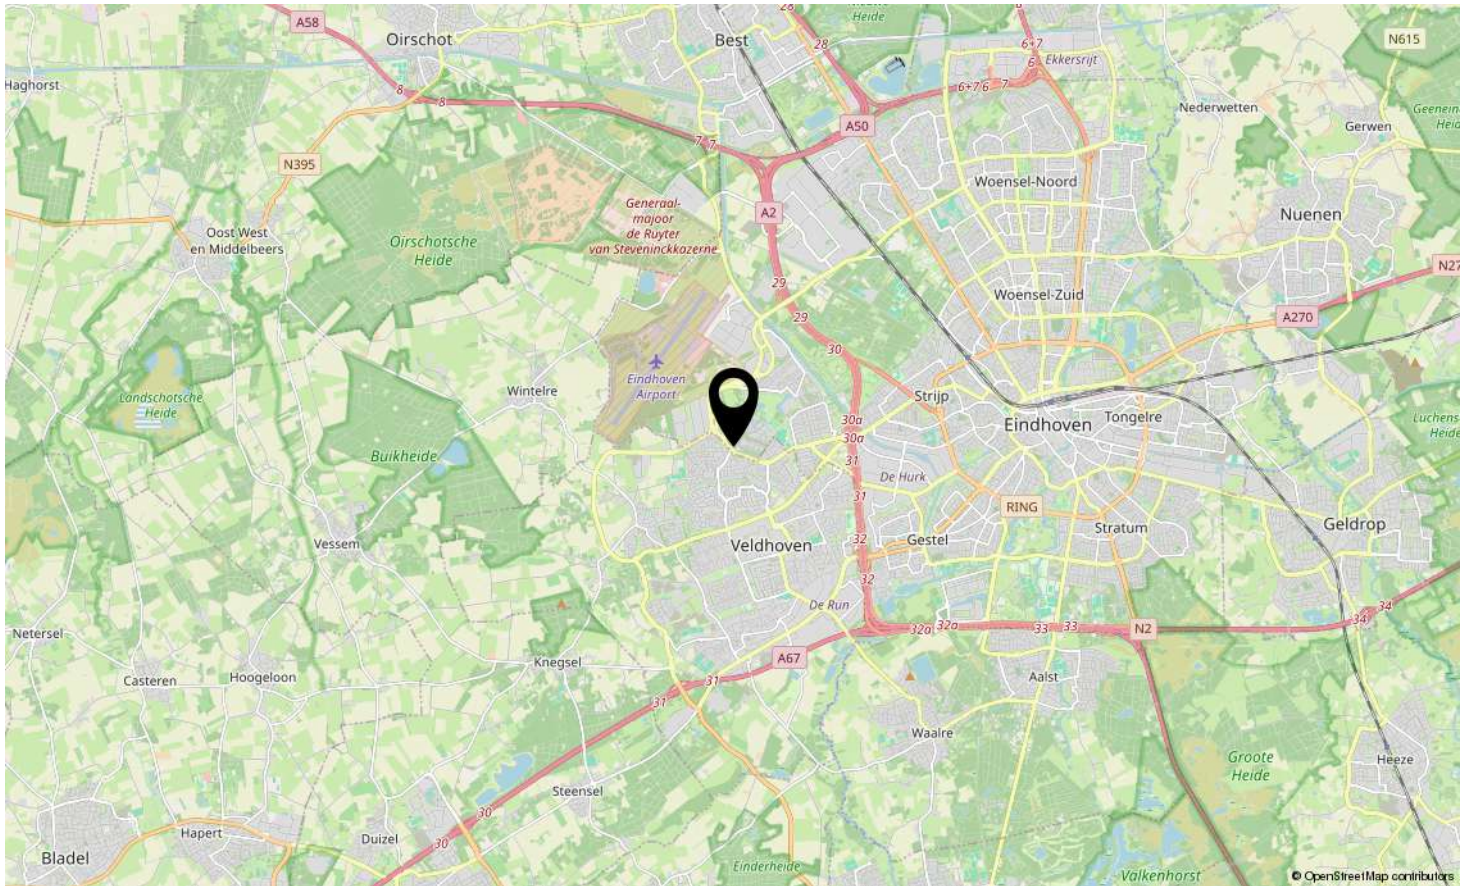 28
6
A58
Oirschot
Best
Heide
N615
28
6+7
6
Ekkersrijt
Haghorst
8
8
6+7
6
7
Nederwetten
A50
Gerwen
7
7
N395
Woensel-Noord
A2
Generaal-
majoor
de Ruyter
van Steveninckkazerne
Nuenen
Oost West
en Middelbeers
Oirschotsche
Heide
29
Woensel-Zuid
29
A270
30
Eindhoven
Airport
Landschotsche
Heide
Wintelre
Strijp
Tongelre
Eindhoven
30a
30a
Buikheide
31
De Hurk
31
RING
Stratum
Geldrop
32
Gestel
Vessem
Veldhoven
32
De Run
34
34
Netersel
32a
32a
33
33
N2
A67
Knegsel
Casteren
Hoogeloon
31
31
Aalst
Waalre
Groote
Heide
Heeze
Steensel
30
Hapert
Duizel
30
Bladel
Einderheide
Valkenhorst
© OpenStreetMap contributors